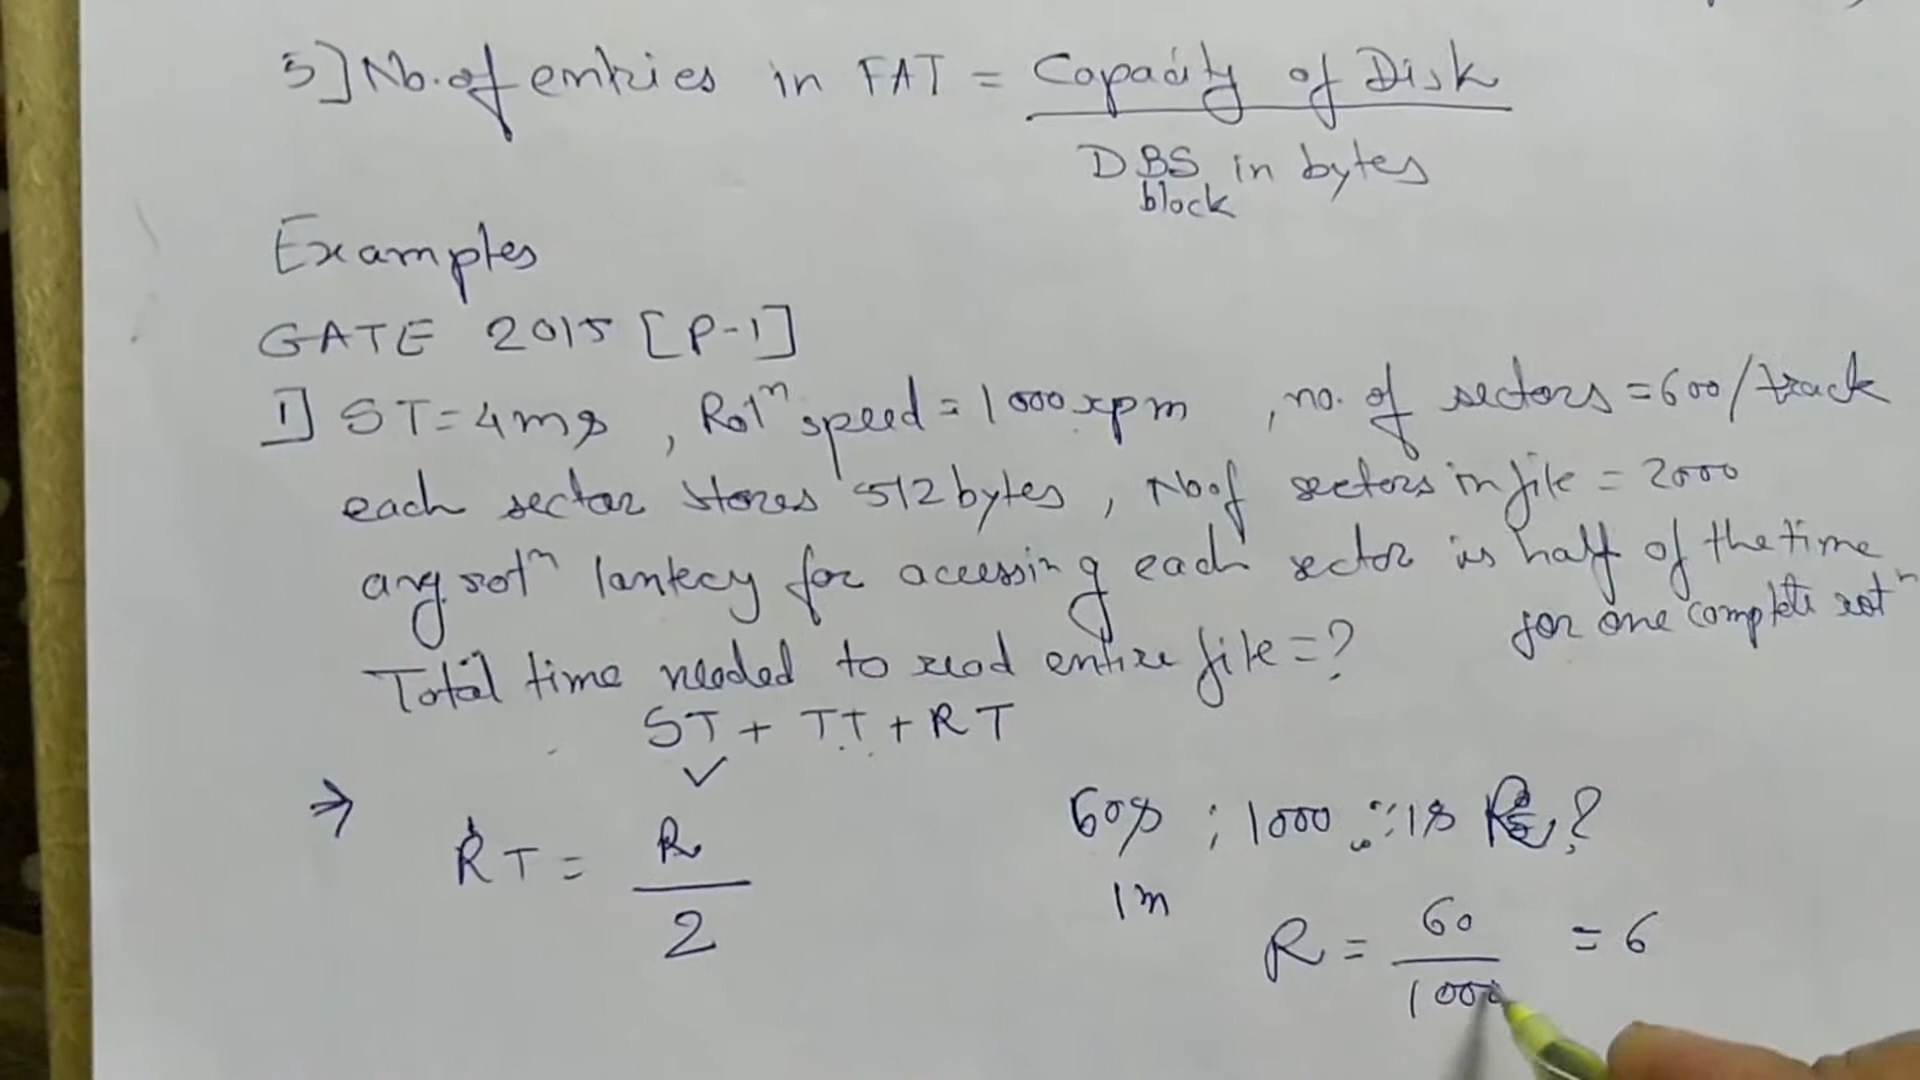 5] No. of entries in FAT = Capacity of Disk
DBS in bytes
block
Examples
GATE 2015 [P-1]
1] ST = 4ms, Rotⁿ speed = 1000 rpm, no. of sectors = 600/track
each sector stores 512 bytes, No of sectors in file = 2000
avg. rotⁿ lantecy for acessing each sector is half of the time
for one complete rotⁿ
Total time needed to read entire file = ?
ST + TT + RT
✓
⇒ RT = R
2
60s ; 1000 ∴ 1s ?
1m
R = 60 = 6
1000